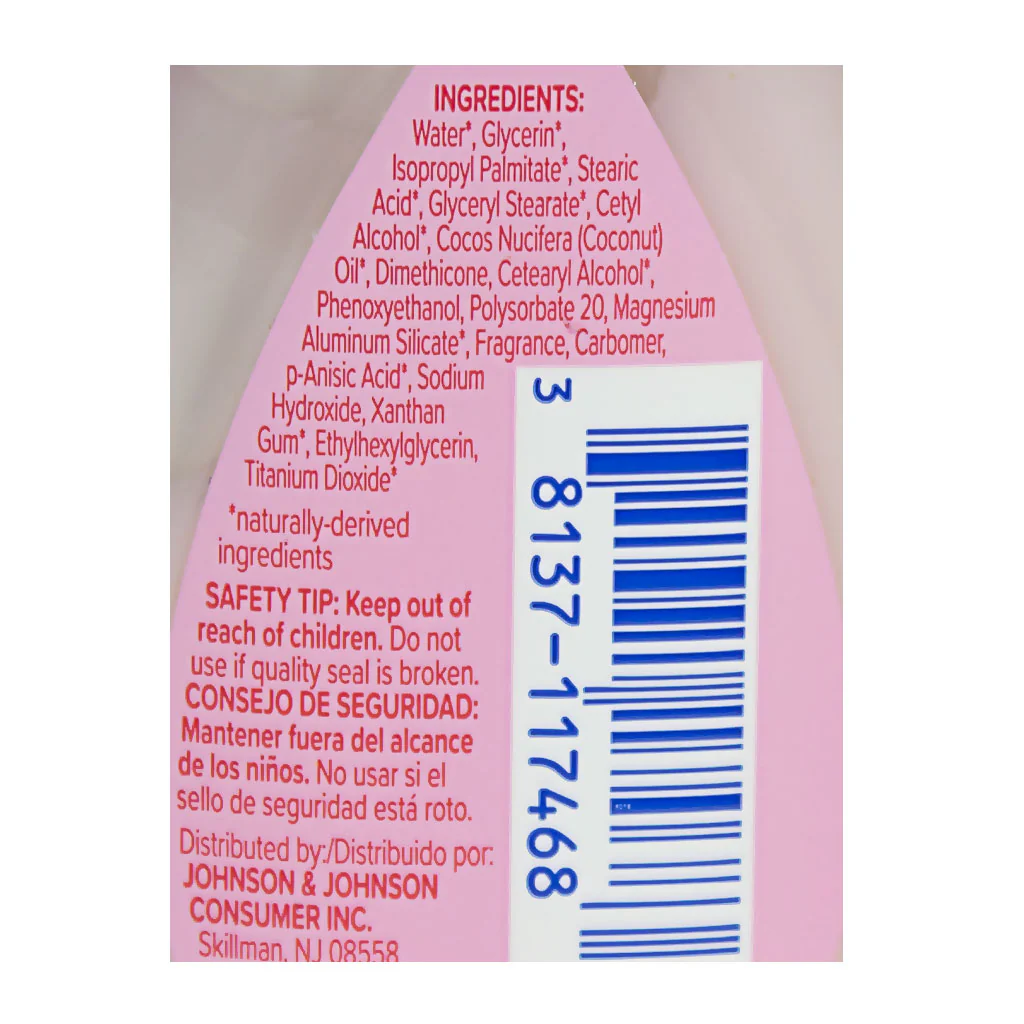 INGREDIENTS:
Water*, Glycerin*,
Isopropyl Palmitate*, Stearic
Acid*, Glyceryl Stearate*, Cetyl
Alcohol*, Cocos Nucifera (Coconut)
Oil*, Dimethicone, Cetearyl Alcohol*,
Phenoxyethanol, Polysorbate 20, Magnesium
Aluminum Silicate*, Fragrance, Carbomer,
p-Anisic Acid*, Sodium
Hydroxide, Xanthan
Gum*, Ethylhexylglycerin,
Titanium Dioxide*
*naturally-derived
ingredients
SAFETY TIP: Keep out of
reach of children. Do not
use if quality seal is broken.
CONSEJO DE SEGURIDAD:
Mantener fuera del alcance
de los niños. No usar si el
sello de seguridad está roto.
Distributed by:/Distribuido por:
JOHNSON & JOHNSON
CONSUMER INC.
Skillman, NJ 08558
3 8137-117468